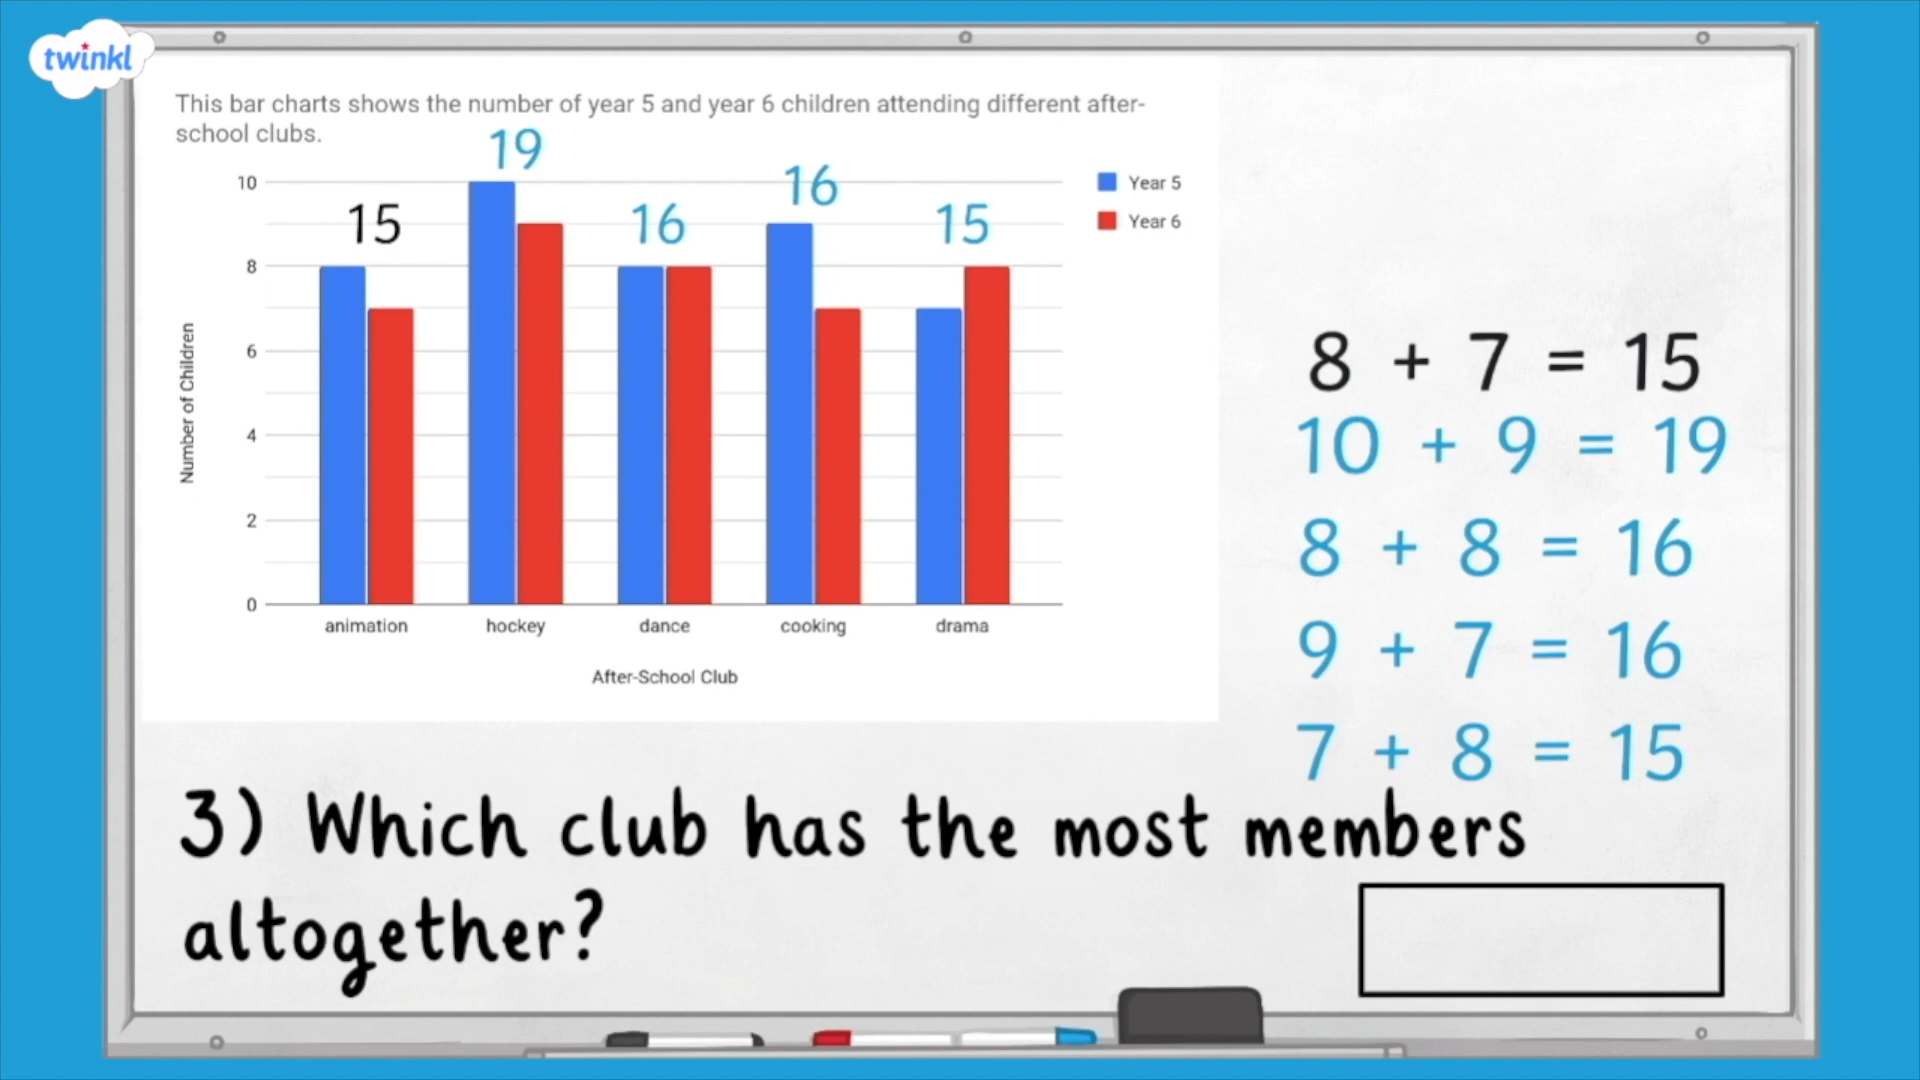 twinkl
This bar charts shows the number of year 5 and year 6 children attending different after-
school clubs.
19
16
15
16
15
10
8
6
4
2
0
Number of Children
animation hockey dance cooking drama
After-School Club
Year 5
Year 6
8 + 7 = 15
10 + 9 = 19
8 + 8 = 16
9 + 7 = 16
7 + 8 = 15
3) Which club has the most members
altogether?